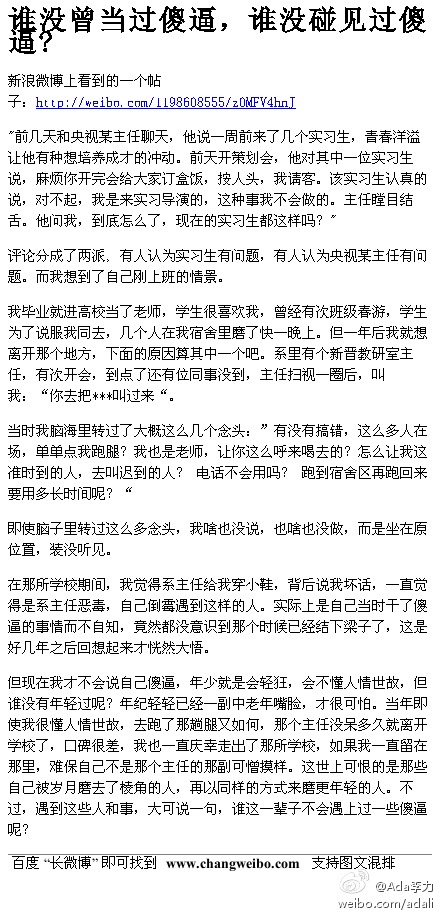 谁没曾当过傻逼，谁没碰见过傻
逼？
新浪微博上看到的一个帖
子：http://weibo.com/1198608555/z0MFV4hnJ
"前几天和央视某主任聊天，他说一周前来了几个实习生，青春洋溢
让他有种想培养成才的冲动。前天开策划会，他对其中一位实习生
说，麻烦你开完会给大家订盒饭，按人头，我请客。该实习生认真的
说，对不起，我是来实习导演的，这种事我不会做的。主任瞠目结
舌。他问我，到底怎么了，现在的实习生都这样吗？"
评论分成了两派，有人认为实习生有问题，有人认为央视某主任有问
题。而我想到了自己刚上班的情景。
我毕业就进高校当了老师，学生很喜欢我，曾经有次班级春游，学生
为了说服我同去，几个人在我宿舍里磨了快一晚上。但一年后我就想
离开那个地方，下面的原因算其中一个吧。系里有个新晋教研室主
任，有次开会，到点了还有位同事没到，主任扫视一圈后，叫
我：“你去把***叫过来“。
当时我脑海里转过了大概这么几个念头：”有没有搞错，这么多人在
场，单单点我跑腿？我也是老师，让你这么呼来喝去的？怎么让我这
准时到的人，去叫迟到的人？ 电话不会用吗？ 跑到宿舍区再跑回来
要用多长时间呢？“
即使脑子里转过这么多念头，我啥也没说，也啥也没做，而是坐在原
位置，装没听见。
在那所学校期间，我觉得系主任给我穿小鞋，背后说我坏话，一直觉
得是系主任恶毒，自己倒霉遇到这样的人。实际上是自己当时干了傻
逼的事情而不自知，竟然都没意识到那个时候已经结下梁子了，这是
好几年之后回想起来才恍然大悟。
但现在我才不会说自己傻逼，年少就是会轻狂，会不懂人情世故，但
谁没有年轻过呢？年纪轻轻已经一副中老年嘴脸，才很可怕。当年即
使我很懂人情世故，去跑了那趟腿又如何，那个主任没呆多久就离开
学校了，口碑很差，我也一直庆幸走出了那所学校，如果我一直留在
那里，难保自己不是那个主任的那副可憎摸样。这世上可恨的是那些
自己被岁月磨去了棱角的人，再以同样的方式来磨更年轻的人。不
过，遇到这些人和事，大可说一句，谁这一辈子不会遇上过一些傻逼
呢？
百度 “长微博” 即可找到 www.changweibo.com 支持图文混排
@Ada李力
weibo.com/adali